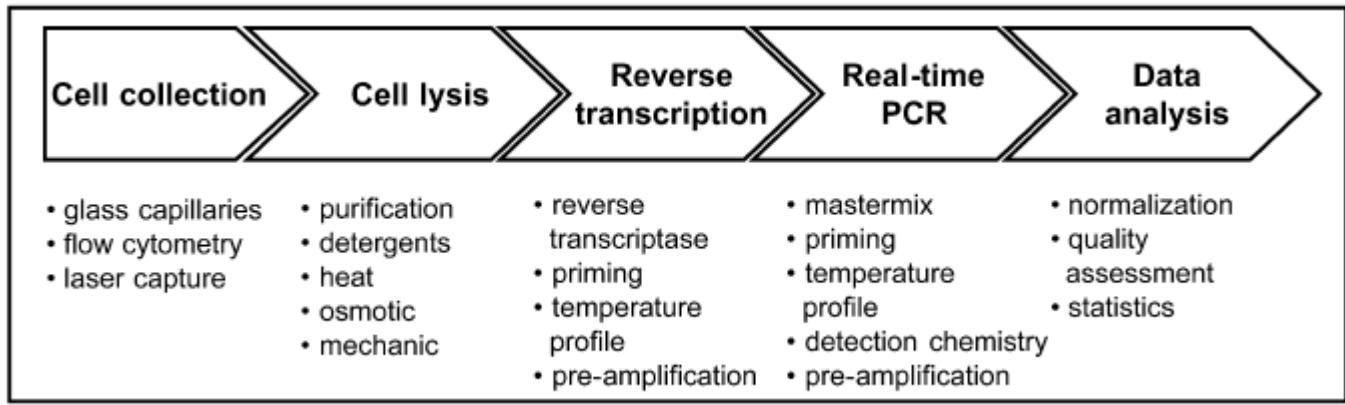 Cell collection
Cell lysis
Reverse
transcription
Real-time
PCR
Data
analysis
• glass capillaries
• flow cytometry
• laser capture
• purification
• detergents
• heat
• osmotic
• mechanic
• reverse
transcriptase
• priming
• temperature
profile
• pre-amplification
• mastermix
• priming
• temperature
profile
• detection chemistry
• pre-amplification
• normalization
• quality
assessment
• statistics